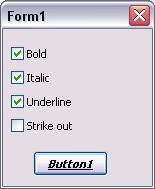 Form1
Bold
Italic
Underline
Strike out
Button1